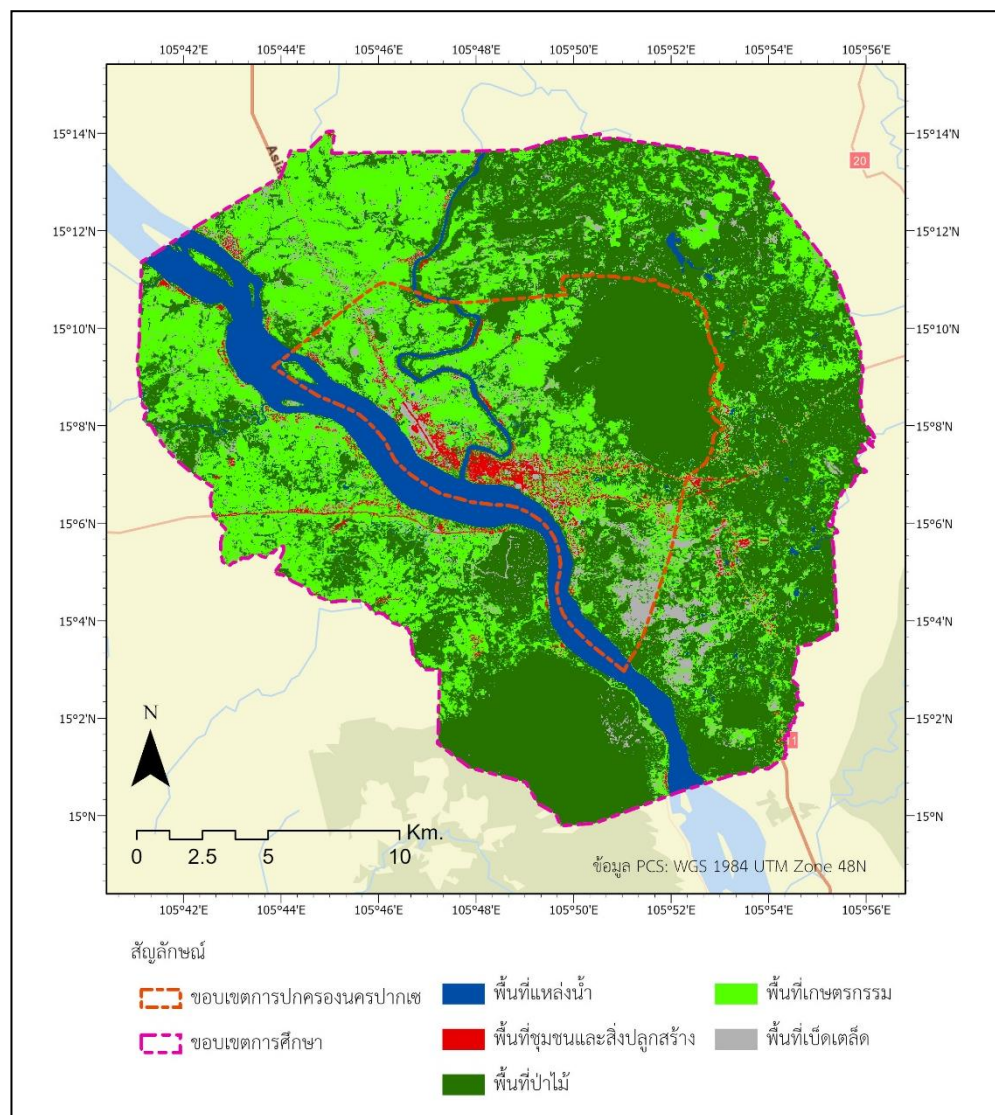 105°42'E 105°44'E 105°46'E 105°48'E 105°50'E 105°52'E 105°54'E 105°56'E
15°14'N 15°14'N
20
Asia
15°12'N 15°12'N
15°10'N 15°10'N
15°8'N 15°8'N
15°6'N 15°6'N
15°4'N 15°4'N
15°2'N 15°2'N
N
15°N 15°N
Km.
0 2.5 5 10
ข้อมูล PCS: WGS 1984 UTM Zone 48N
105°42'E 105°44'E 105°46'E 105°48'E 105°50'E 105°52'E 105°54'E 105°56'E
สัญลักษณ์
ขอบเขตการปกครองนครปากเซ พื้นที่แหล่งน้ำ พื้นที่เกษตรกรรม
ขอบเขตการศึกษา พื้นที่ชุมชนและสิ่งปลูกสร้าง พื้นที่เบ็ดเตล็ด
พื้นที่ป่าไม้